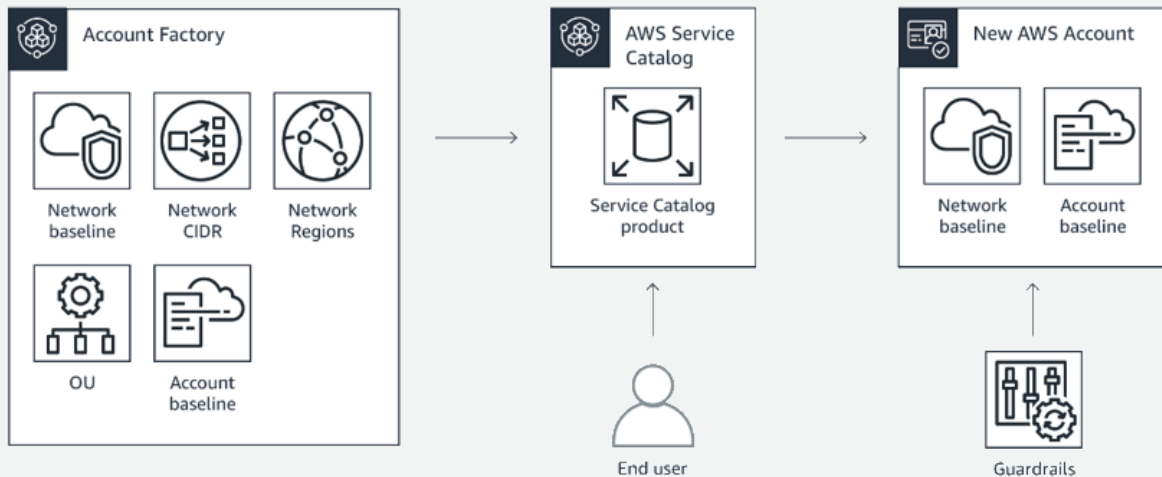 Account Factory
Network
baseline
Network
CIDR
Network
Regions
OU
Account
baseline
AWS Service
Catalog
Service Catalog
product
End user
New AWS Account
Network
baseline
Account
baseline
Guardrails